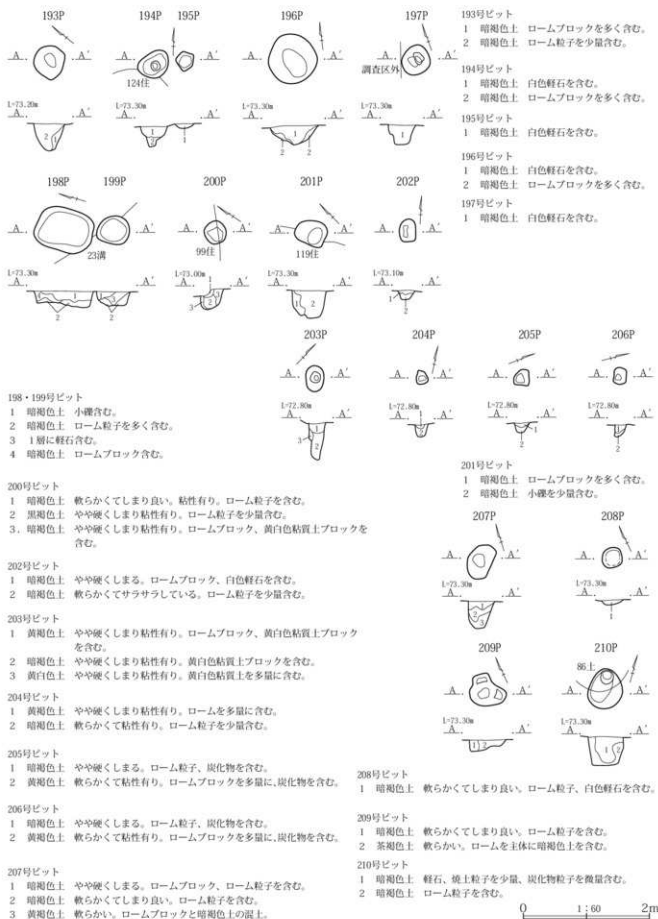 193P 194P 195P 196P 197P
A A′ A A′ A A′ A A′
124住 調査区外
L=73.20m L=73.30m L=73.30m L=73.30m
A A′ A A′ A A′ A A′
2 1 1 2 1 1 2 2 1
193号ピット
1 暗褐色土 ロームブロックを多く含む。
2 暗褐色土 ローム粒子を少量含む。
194号ピット
1 暗褐色土 白色軽石を含む。
2 暗褐色土 ロームブロックを多く含む。
195号ピット
1 暗褐色土 白色軽石を含む。
196号ピット
1 暗褐色土 白色軽石を含む。
2 暗褐色土 ロームブロックを多く含む。
197号ピット
1 暗褐色土 白色軽石を含む。
198P 199P 200P 201P 202P
A A′ A A′ A A′ A A′
23溝 99住 119住
L=73.30m L=73.00m L=73.30m L=73.10m
A A′ A A′ A A′ A A′
203P 204P 205P 206P
A A′ A A′ A A′ A A′
L=72.80m L=72.80m L=72.80m L=72.80m
A A′ A A′ A A′ A A′
198・199号ピット
1 暗褐色土 小礫含む。
2 暗褐色土 ローム粒子を多く含む。
3 1層に軽石含む。
4 暗褐色土 ロームブロック含む。
200号ピット
1 暗褐色土 軟らかくてしまり良い。粘性有り。ローム粒子を含む。
2 黒褐色土 やや硬くしまり粘性有り。ローム粒子を少量含む。
3. 暗褐色土 やや硬くしまり粘性有り。ロームブロック、黄白色粘質土ブロックを
含む。
201号ピット
1 暗褐色土 ロームブロックを多く含む。
2 暗褐色土 小礫を少量含む。
202号ピット
1 暗褐色土 やや硬くしまる。ロームブロック、白色軽石を含む。
2 暗褐色土 軟らかくてサラサラしている。ローム粒子を少量含む。
203号ピット
1 黄褐色土 やや硬くしまり粘性有り。ロームブロック、黄白色粘質土ブロック
を含む。
2 暗褐色土 やや硬くしまり粘性有り。黄白色粘質土ブロックを含む。
3 黄白色土 やや硬くしまり粘性有り。黄白色粘質土を多量に含む。
204号ピット
1 黄褐色土 やや硬くしまり粘性有り。ロームを多量に含む。
2 暗褐色土 軟らかくて粘性有り。ローム粒子を少量含む。
205号ピット
1 暗褐色土 やや硬くしまる。ローム粒子、炭化物を含む。
2 黄褐色土 軟らかくて粘性有り。ロームブロックを多量に、炭化物を含む。
206号ピット
1 暗褐色土 やや硬くしまる。ローム粒子、炭化物を含む。
2 黄褐色土 軟らかくて粘性有り。ロームブロックを多量に、炭化物を含む。
207号ピット
1 暗褐色土 やや硬くしまる。ロームブロック、ローム粒子を含む。
2 暗褐色土 軟らかくてしまり良い。ローム粒子を含む。
3 黄褐色土 軟らかい。ロームブロックと暗褐色土の混土。
207P 208P
A A′ A A′
L=73.30m L=73.30m
A A′ A A′
209P 210P
86土
A A′ A A′
L=73.30m L=73.30m
A A′ A A′
1 2 1 2
208号ピット
1 暗褐色土 軟らかくてしまり良い。ローム粒子、白色軽石を含む。
209号ピット
1 暗褐色土 軟らかくてしまり良い。ローム粒子を含む。
2 茶褐色土 軟らかい。ロームを主体に暗褐色土を含む。
210号ピット
1 暗褐色土 軽石、焼土粒子を少量、炭化物粒子を微量含む。
2 暗褐色土 ローム粒子を含む。
0 1:60 2m